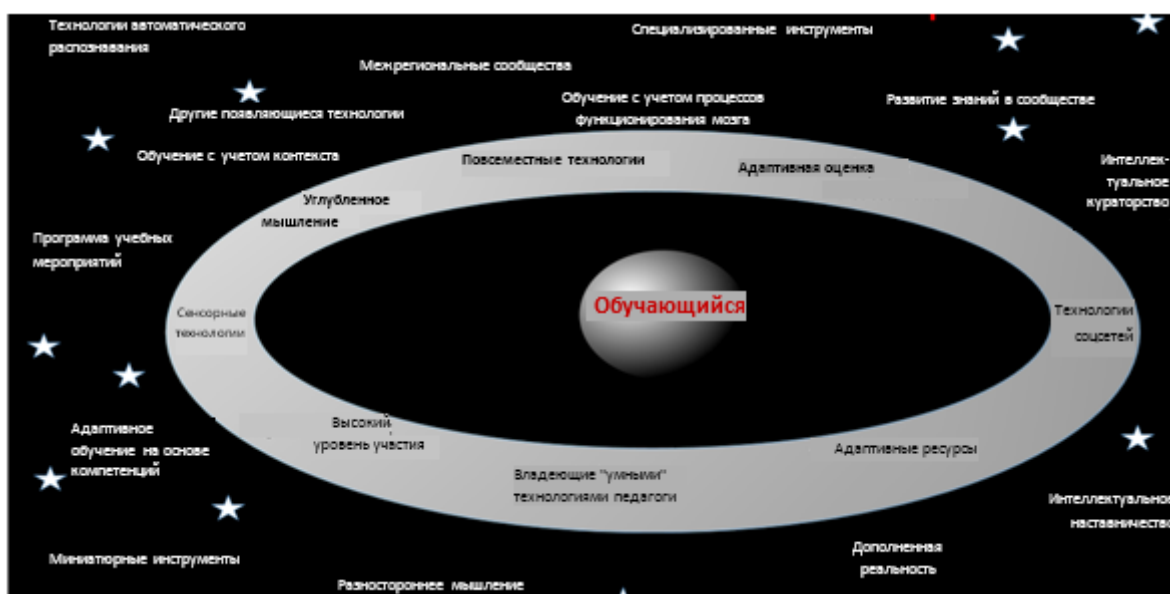 Технологии автоматического
распознавания
Специализированные инструменты
Межрегиональные сообщества
Другие появляющиеся технологии
Обучение с учетом процессов
функционирования мозга
Развитие знаний в сообществе
Обучение с учетом контекста
Повсеместные технологии
Адаптивная оценка
Интеллек-
туальное
кураторство
Углубленное
мышление
Программа учебных
мероприятий
Сенсорные
технологии
Обучающийся
Технологии
соцсетей
Высокий
уровень участия
Адаптивные ресурсы
Адаптивное
обучение на основе
компетенций
Владеющие "умными"
технологиями педагоги
Интеллектуальное
наставничество
Миниатюрные инструменты
Дополненная
реальность
Разностороннее мышление